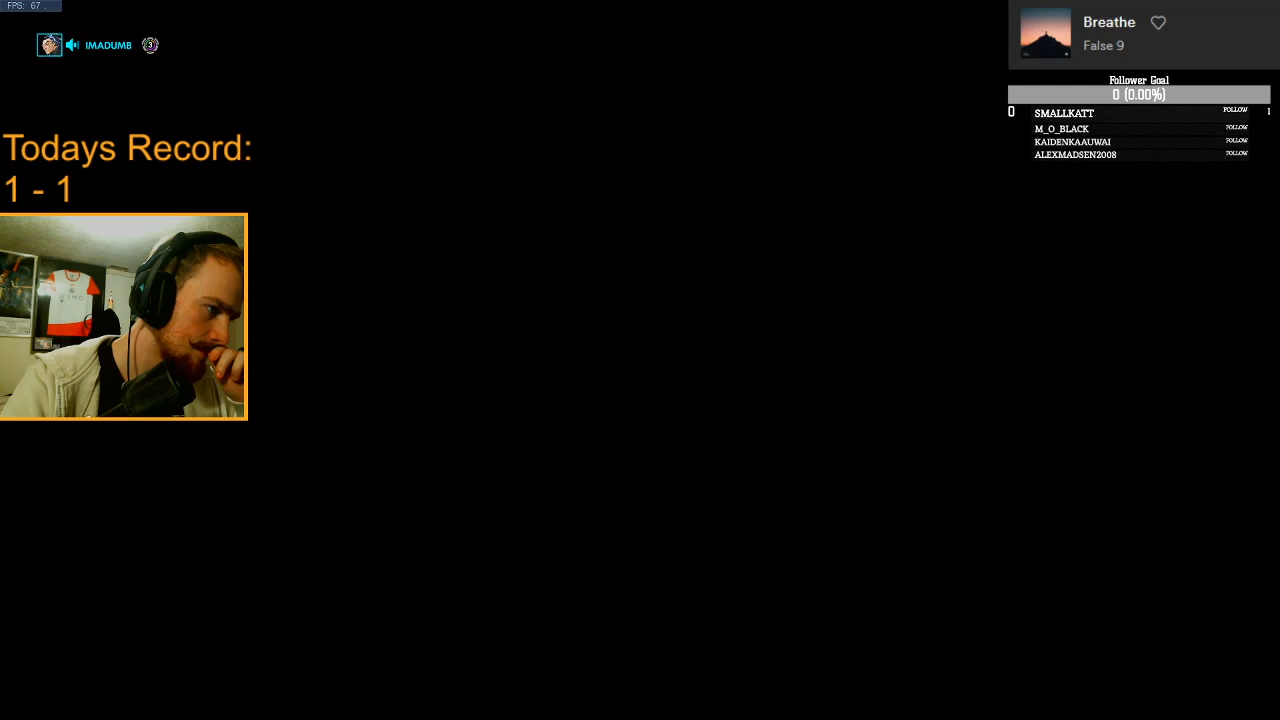 FPS: 67 .
IMADUMB
3
Breathe
False 9
Follower Goal
0 (0.00%)
0
SMALLKATT FOLLOW
M_O_BLACK FOLLOW
KAIDENKAAUWAI FOLLOW
ALEXMADSEN2008 FOLLOW
Todays Record:
1 - 1